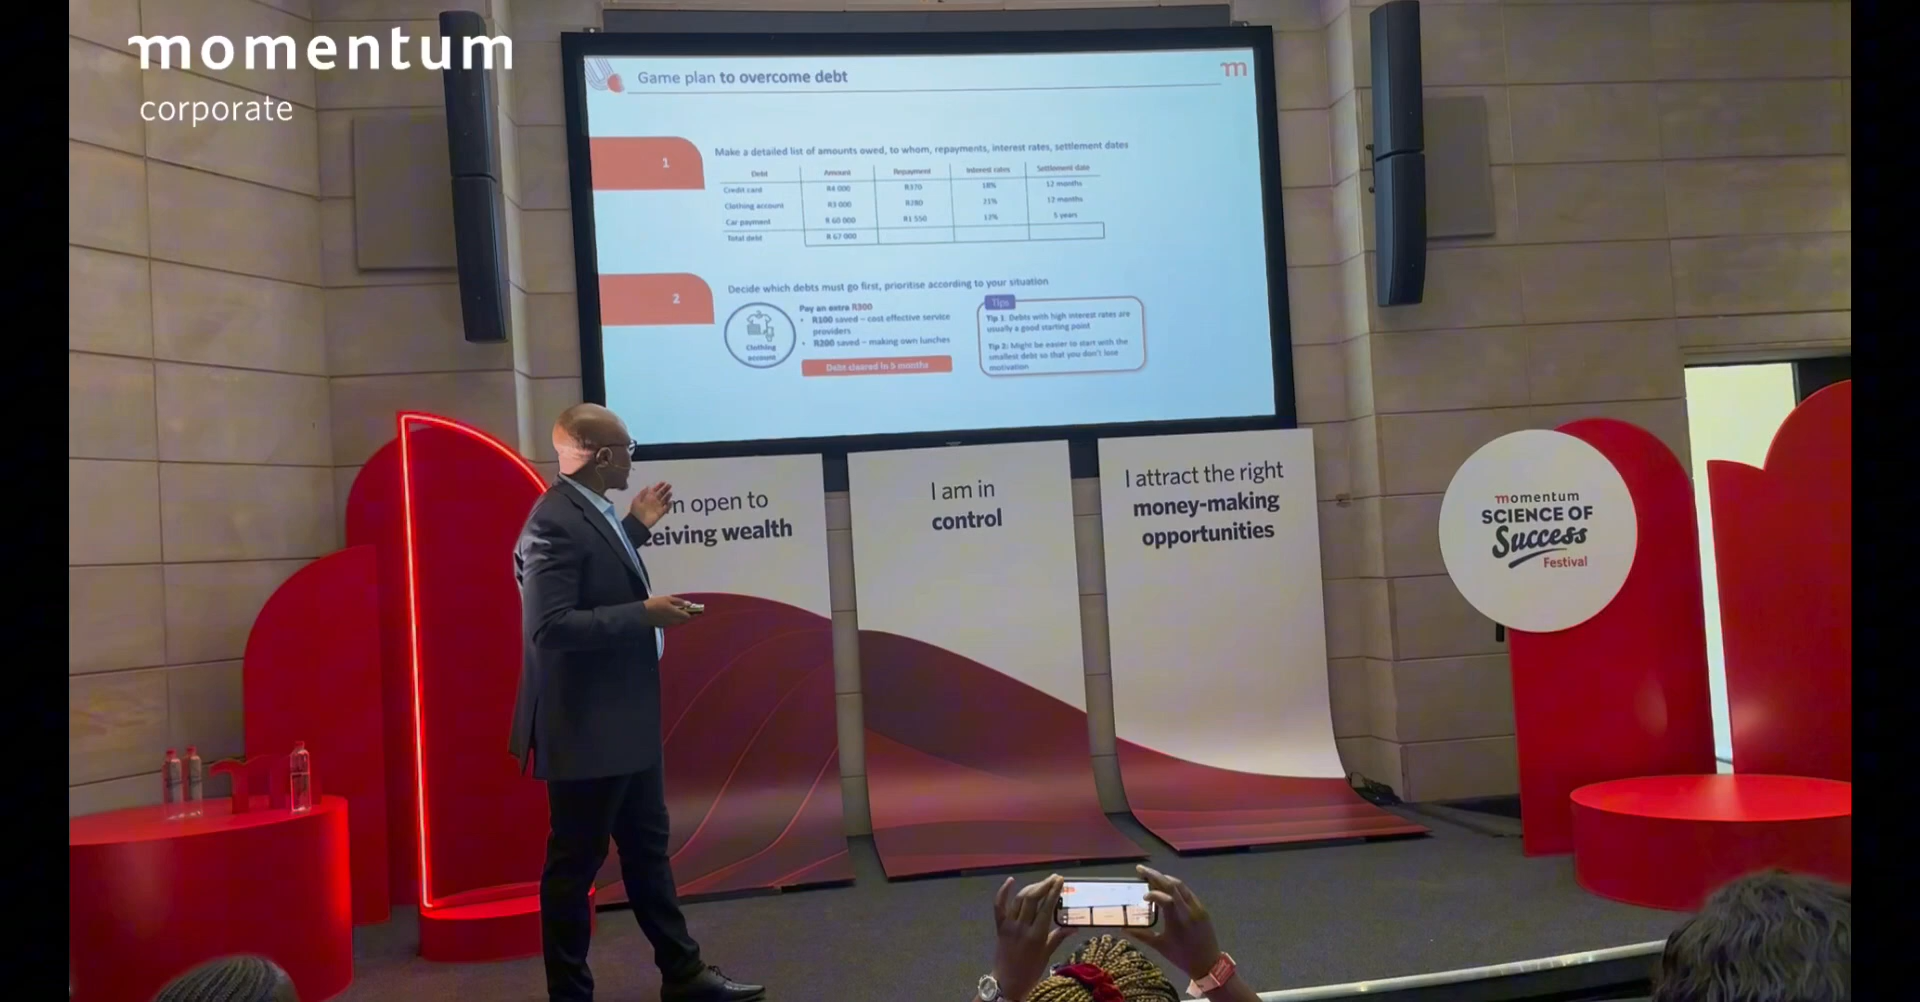 momentum
corporate
Game plan to overcome debt
m
1
Make a detailed list of amounts owed, to whom, repayments, interest rates, settlement dates
Debt Amount Repayment Interest rates Settlement date
Credit card R4 000 R370 18% 12 months
Clothing account R3 000 R280 21% 12 months
Car payment R 60 000 R1 550 12% 5 years
Total debt R 67 000
2
Decide which debts must go first, prioritise according to your situation
Clothing
account
Pay an extra R300
• R100 saved – cost effective service
providers
• R200 saved – making own lunches
Debt cleared in 5 months
Tips
Tip 1: Debts with high interest rates are
usually a good starting point
Tip 2: Might be easier to start with the
smallest debt so that you don't lose
motivation
n open to
ceiving wealth
I am in
control
I attract the right
money-making
opportunities
momentum
SCIENCE OF
Success
Festival
m